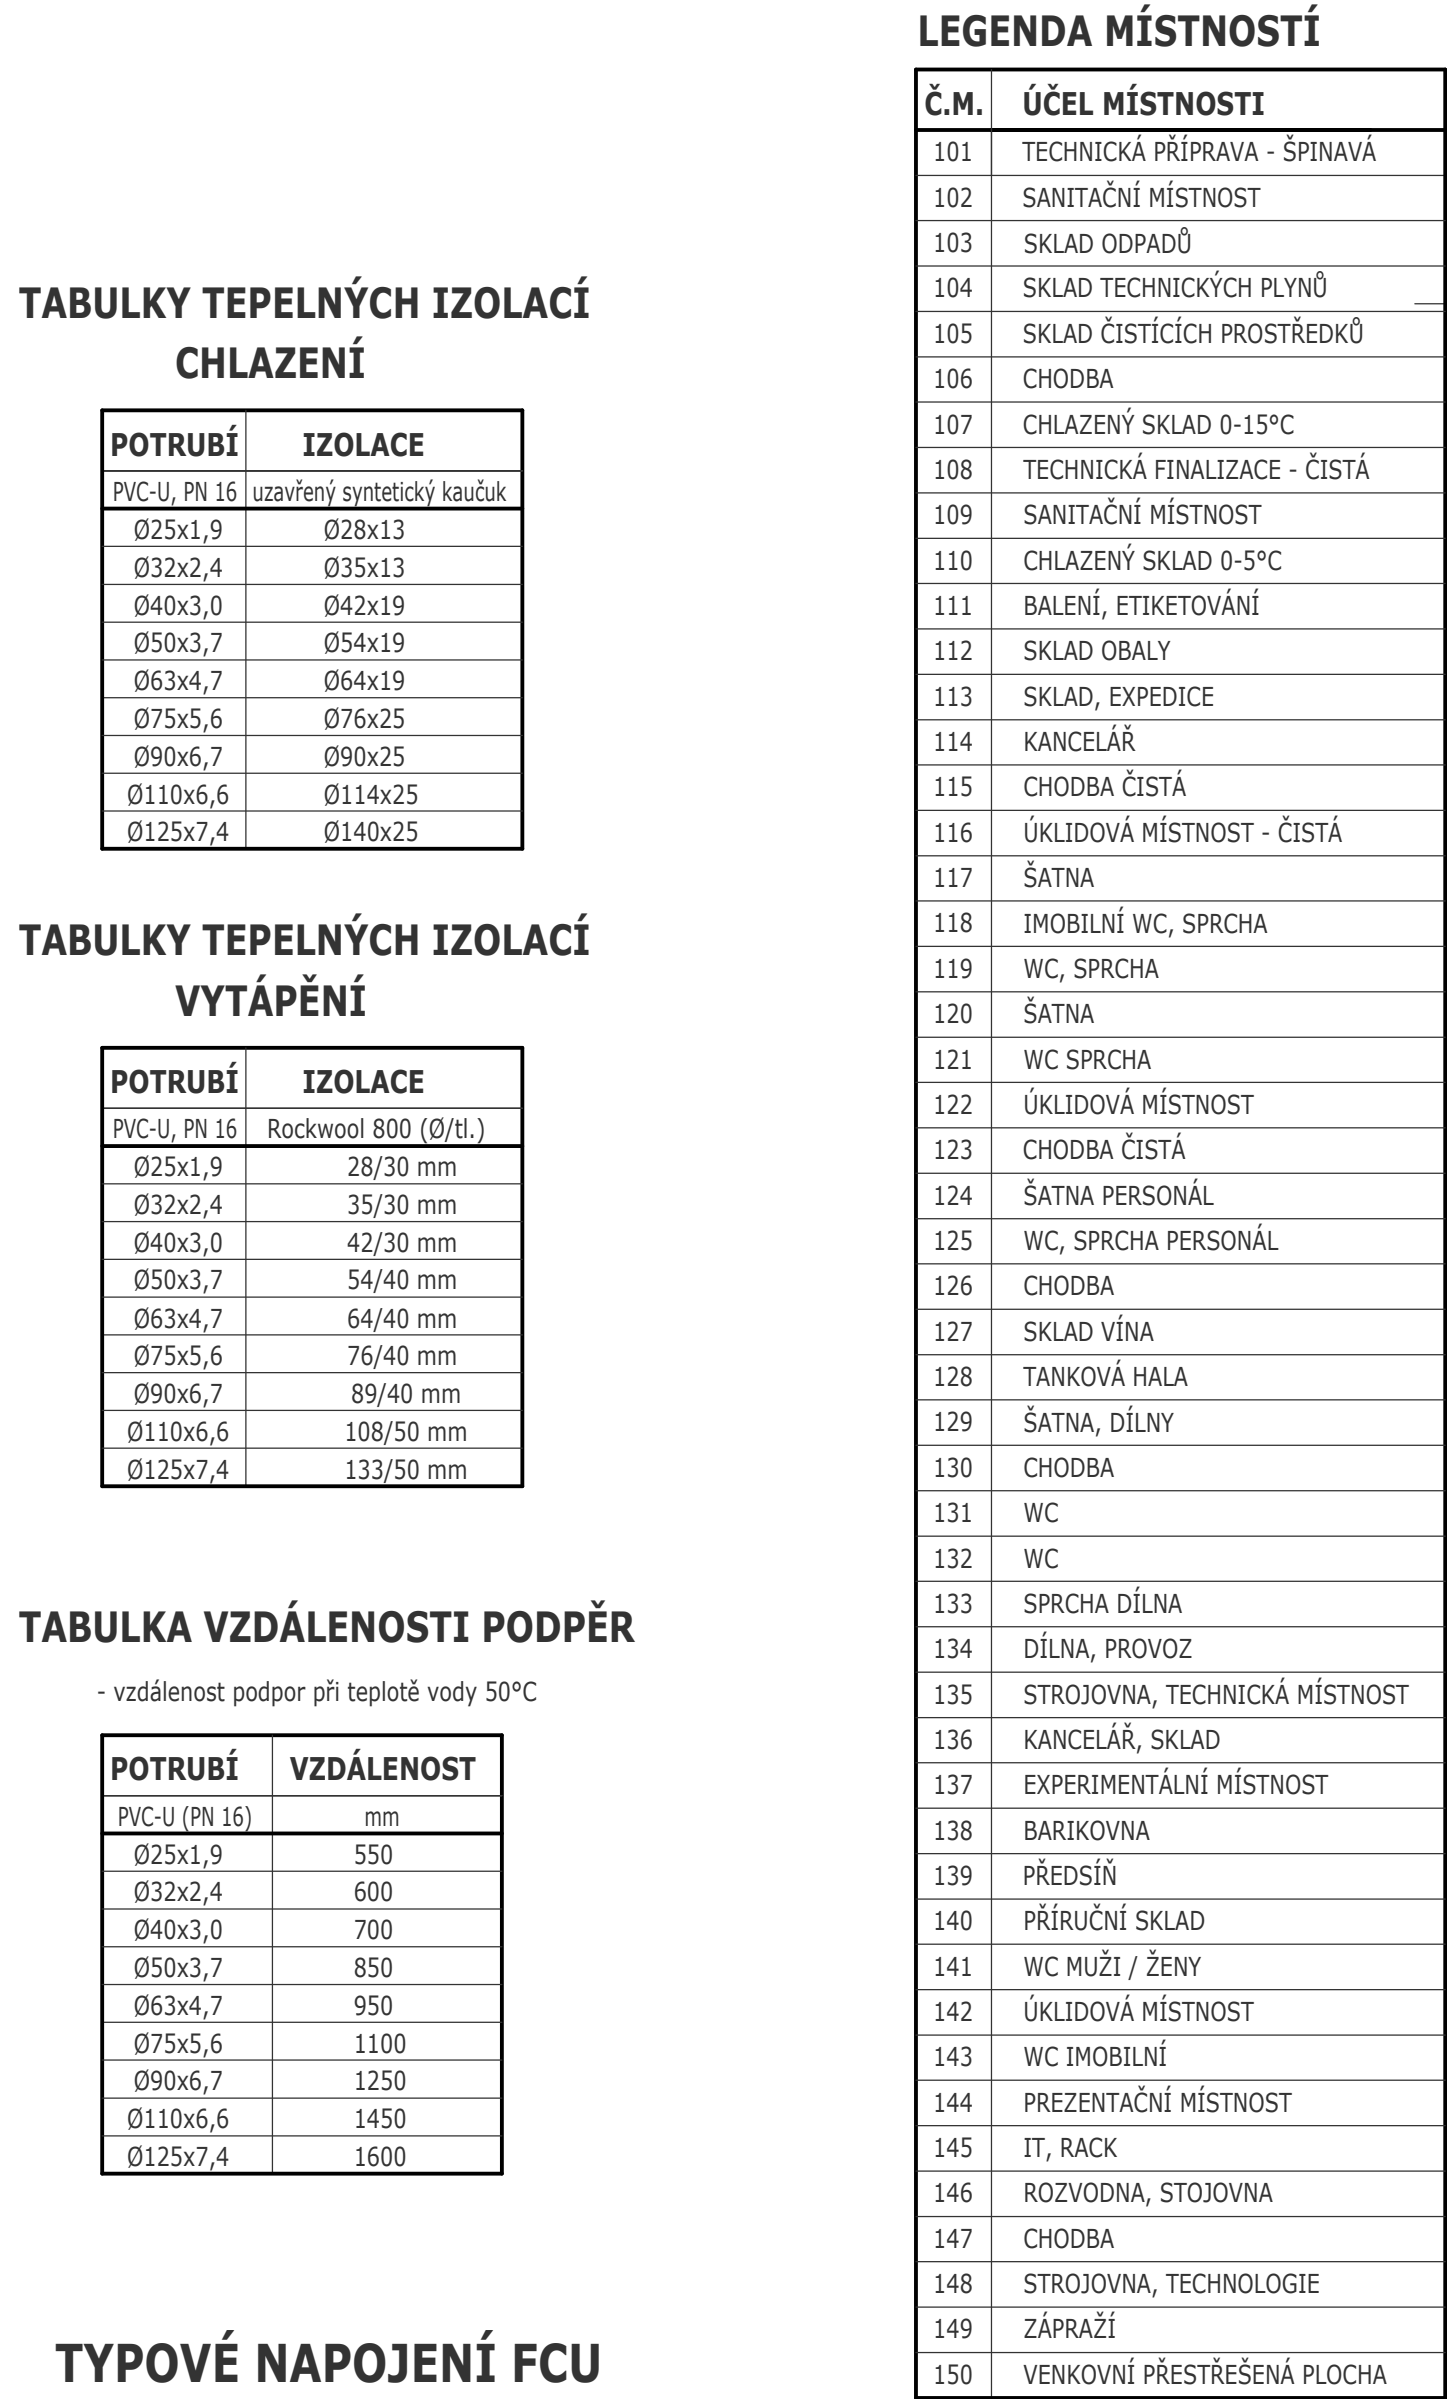 TABULKY TEPELNÝCH IZOLACÍ
CHLAZENÍ
POTRUBÍ IZOLACE
PVC-U, PN 16 uzavřený syntetický kaučuk
Ø25x1,9 Ø28x13
Ø32x2,4 Ø35x13
Ø40x3,0 Ø42x19
Ø50x3,7 Ø54x19
Ø63x4,7 Ø64x19
Ø75x5,6 Ø76x25
Ø90x6,7 Ø90x25
Ø110x6,6 Ø114x25
Ø125x7,4 Ø140x25
TABULKY TEPELNÝCH IZOLACÍ
VYTÁPĚNÍ
POTRUBÍ IZOLACE
PVC-U, PN 16 Rockwool 800 (Ø/tl.)
Ø25x1,9 28/30 mm
Ø32x2,4 35/30 mm
Ø40x3,0 42/30 mm
Ø50x3,7 54/40 mm
Ø63x4,7 64/40 mm
Ø75x5,6 76/40 mm
Ø90x6,7 89/40 mm
Ø110x6,6 108/50 mm
Ø125x7,4 133/50 mm
TABULKA VZDÁLENOSTI PODPĚR
- vzdálenost podpor při teplotě vody 50°C
POTRUBÍ VZDÁLENOST
PVC-U (PN 16) mm
Ø25x1,9 550
Ø32x2,4 600
Ø40x3,0 700
Ø50x3,7 850
Ø63x4,7 950
Ø75x5,6 1100
Ø90x6,7 1250
Ø110x6,6 1450
Ø125x7,4 1600
TYPOVÉ NAPOJENÍ FCU
LEGENDA MÍSTNOSTÍ
Č.M. ÚČEL MÍSTNOSTI
101 TECHNICKÁ PŘÍPRAVA - ŠPINAVÁ
102 SANITAČNÍ MÍSTNOST
103 SKLAD ODPADŮ
104 SKLAD TECHNICKÝCH PLYNŮ
105 SKLAD ČISTÍCÍCH PROSTŘEDKŮ
106 CHODBA
107 CHLAZENÝ SKLAD 0-15°C
108 TECHNICKÁ FINALIZACE - ČISTÁ
109 SANITAČNÍ MÍSTNOST
110 CHLAZENÝ SKLAD 0-5°C
111 BALENÍ, ETIKETOVÁNÍ
112 SKLAD OBALY
113 SKLAD, EXPEDICE
114 KANCELÁŘ
115 CHODBA ČISTÁ
116 ÚKLIDOVÁ MÍSTNOST - ČISTÁ
117 ŠATNA
118 IMOBILNÍ WC, SPRCHA
119 WC, SPRCHA
120 ŠATNA
121 WC SPRCHA
122 ÚKLIDOVÁ MÍSTNOST
123 CHODBA ČISTÁ
124 ŠATNA PERSONÁL
125 WC, SPRCHA PERSONÁL
126 CHODBA
127 SKLAD VÍNA
128 TANKOVÁ HALA
129 ŠATNA, DÍLNY
130 CHODBA
131 WC
132 WC
133 SPRCHA DÍLNA
134 DÍLNA, PROVOZ
135 STROJOVNA, TECHNICKÁ MÍSTNOST
136 KANCELÁŘ, SKLAD
137 EXPERIMENTÁLNÍ MÍSTNOST
138 BARIKOVNA
139 PŘEDSÍŇ
140 PŘÍRUČNÍ SKLAD
141 WC MUŽI / ŽENY
142 ÚKLIDOVÁ MÍSTNOST
143 WC IMOBILNÍ
144 PREZENTAČNÍ MÍSTNOST
145 IT, RACK
146 ROZVODNA, STOJOVNA
147 CHODBA
148 STROJOVNA, TECHNOLOGIE
149 ZÁPRAŽÍ
150 VENKOVNÍ PŘESTŘEŠENÁ PLOCHA